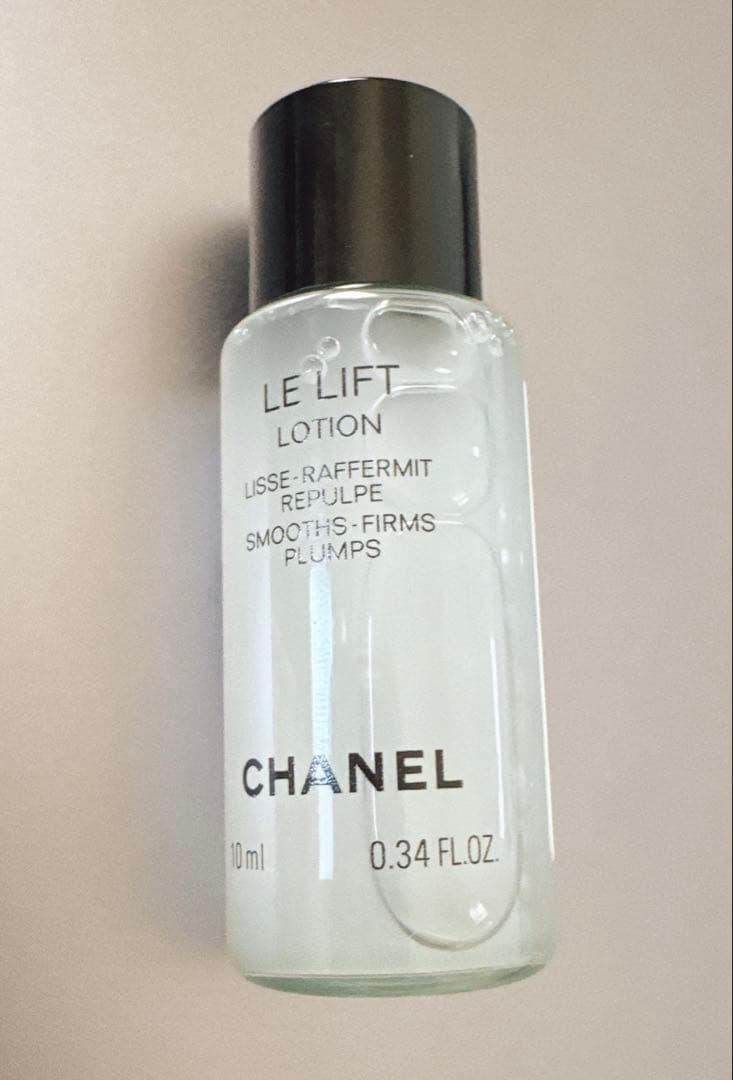 LE LIFT
LOTION
LISSE-RAFFERMIT
REPULPE
SMOOTHS-FIRMS
PLUMPS
CHANEL
10 ml 0.34 FL.OZ.